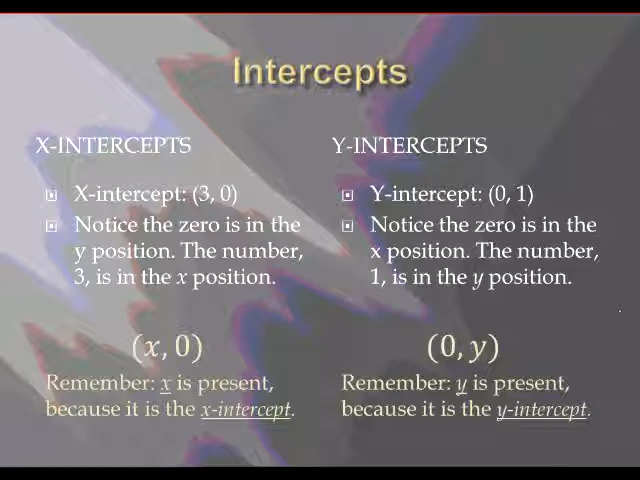 Intercepts
X-INTERCEPTS
X-intercept: (3, 0)
Notice the zero is in the
y position. The number,
3, is in the x position.
(x, 0)
Remember: x is present,
because it is the x-intercept.
Y-INTERCEPTS
Y-intercept: (0, 1)
Notice the zero is in the
x position. The number,
1, is in the y position.
(0, y)
Remember: y is present,
because it is the y-intercept.